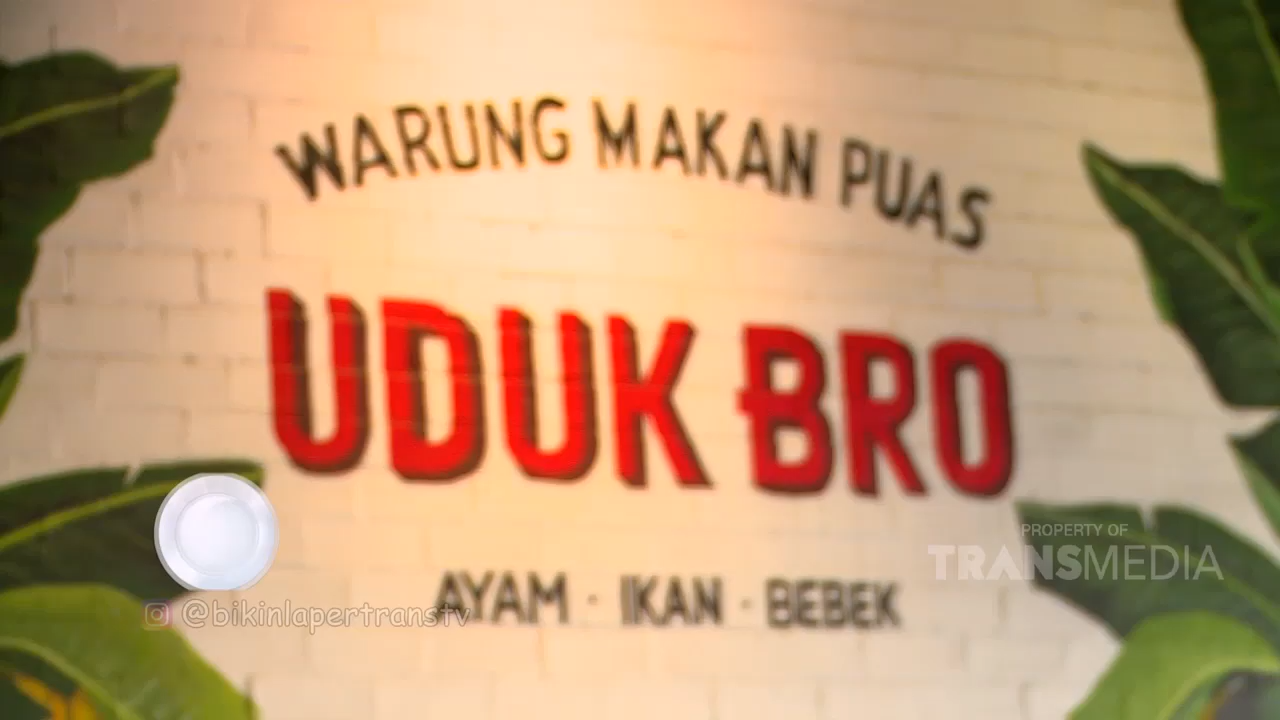 WARUNG MAKAN PUAS
UDUK BRO
PROPERTY OF
TRANSMEDIA
AYAM · IKAN · BEBEK
@bikinlapertranstv